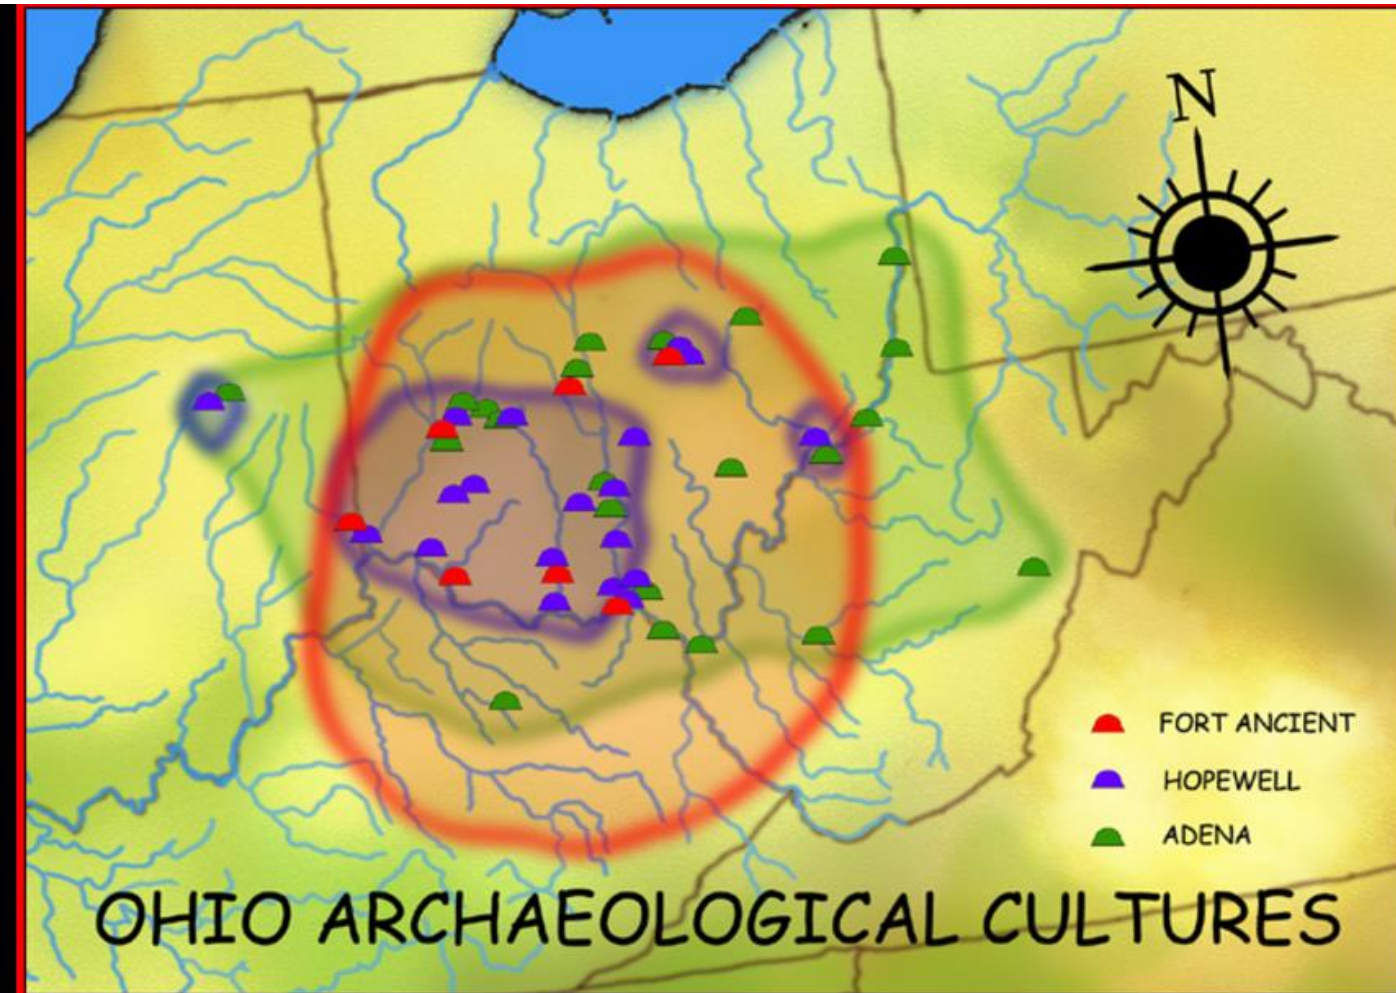 N
FORT ANCIENT
HOPEWELL
ADENA
OHIO ARCHAEOLOGICAL CULTURES